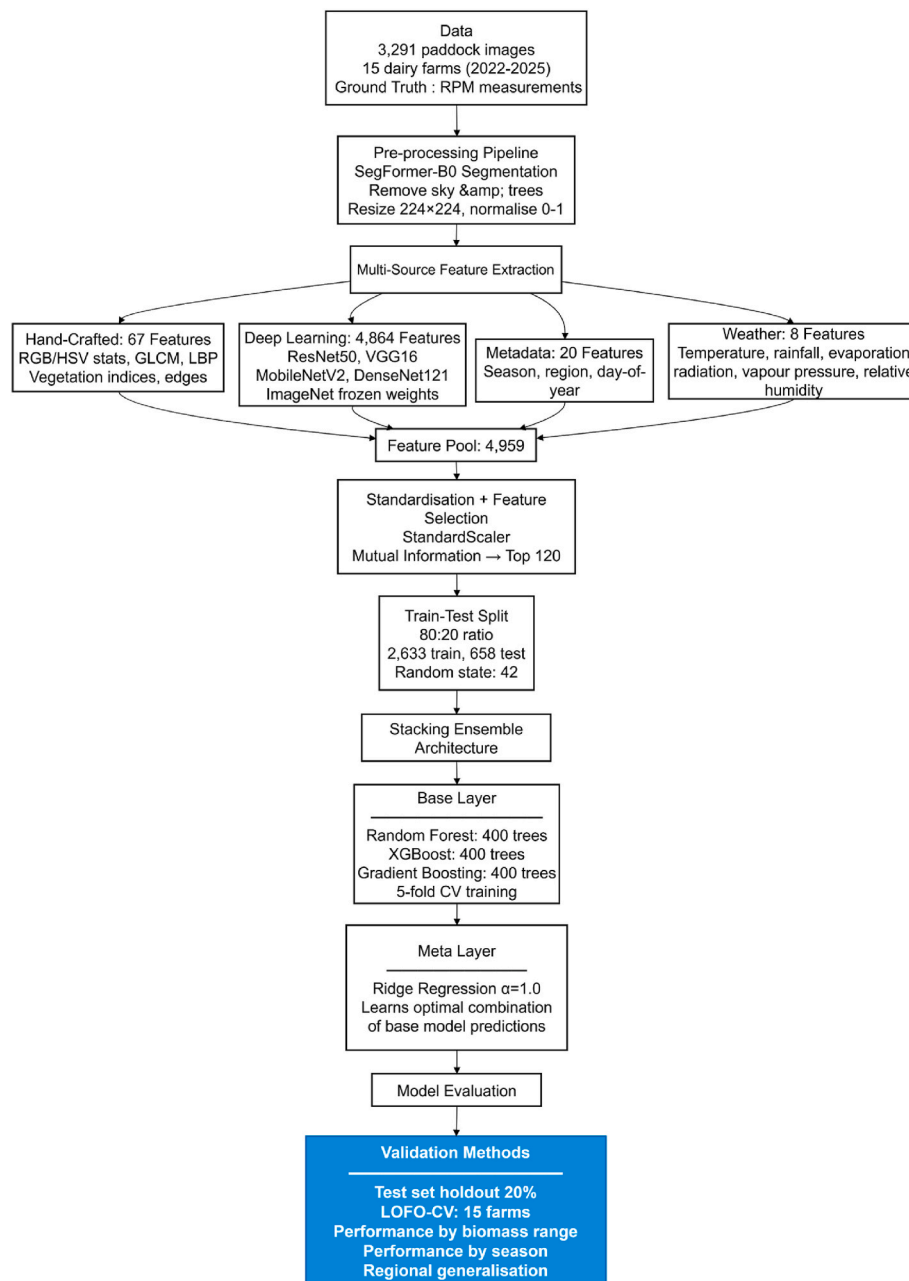 Data
3,291 paddock images
15 dairy farms (2022-2025)
Ground Truth : RPM measurements
Pre-processing Pipeline
SegFormer-B0 Segmentation
Remove sky &amp; trees
Resize 224×224, normalise 0-1
Multi-Source Feature Extraction
Hand-Crafted: 67 Features
RGB/HSV stats, GLCM, LBP
Vegetation indices, edges
Deep Learning: 4,864 Features
ResNet50, VGG16
MobileNetV2, DenseNet121
ImageNet frozen weights
Metadata: 20 Features
Season, region, day-of-
year
Weather: 8 Features
Temperature, rainfall, evaporation
radiation, vapour pressure, relative
humidity
Feature Pool: 4,959
Standardisation + Feature
Selection
StandardScaler
Mutual Information → Top 120
Train-Test Split
80:20 ratio
2,633 train, 658 test
Random state: 42
Stacking Ensemble
Architecture
Base Layer
Random Forest: 400 trees
XGBoost: 400 trees
Gradient Boosting: 400 trees
5-fold CV training
Meta Layer
Ridge Regression α=1.0
Learns optimal combination
of base model predictions
Model Evaluation
Validation Methods
Test set holdout 20%
LOFO-CV: 15 farms
Performance by biomass range
Performance by season
Regional generalisation